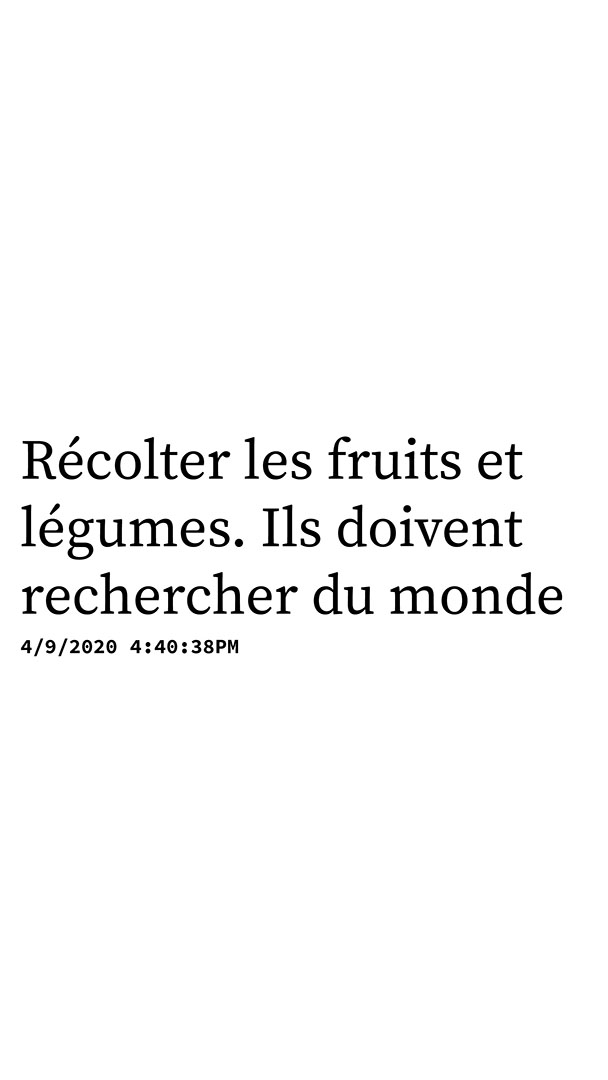 Récolter les fruits et
légumes. Ils doivent
rechercher du monde
4/9/2020 4:40:38PM